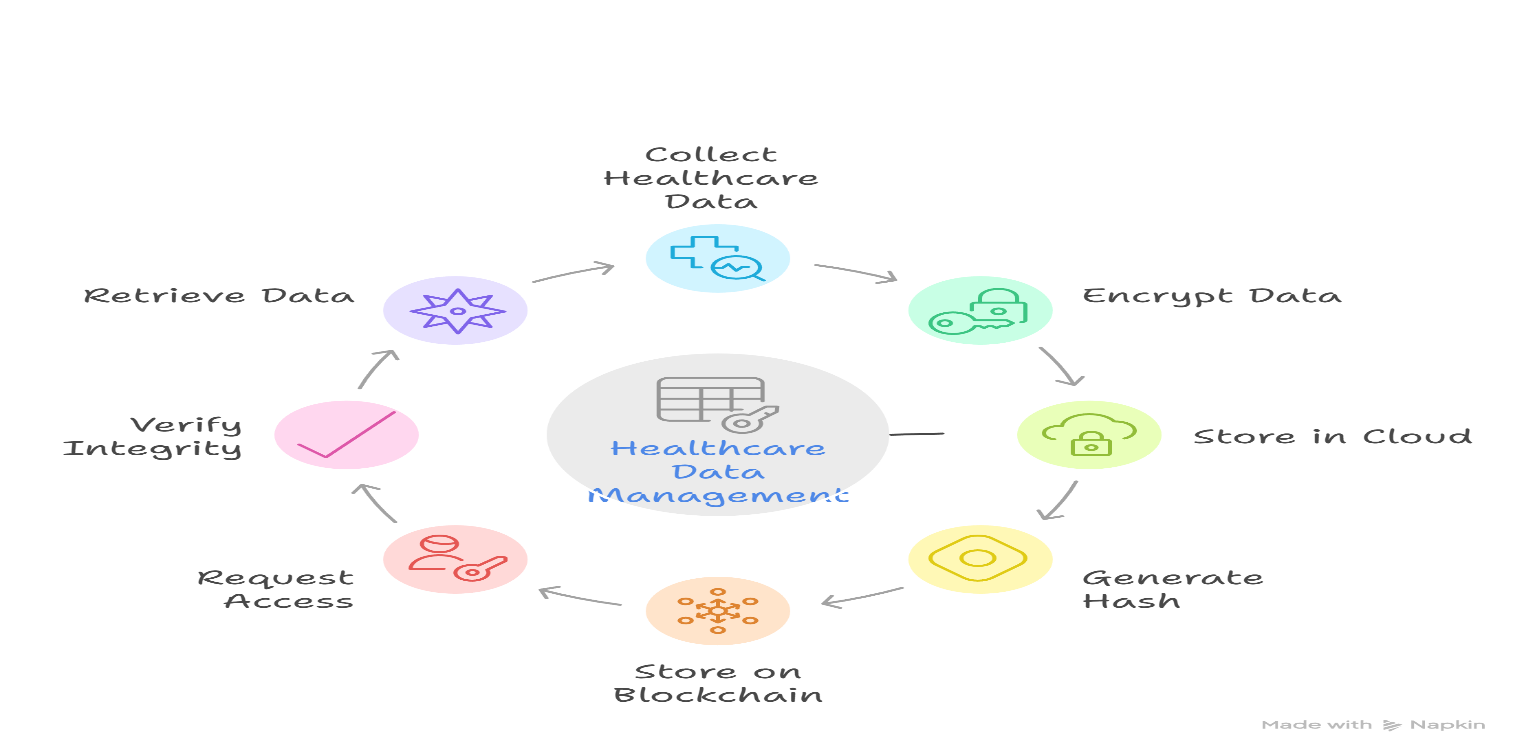 Collect
Healthcare
Data
Retrieve Data
Encrypt Data
Verify
Integrity
Healthcare
Data
Management
Store in Cloud
Request
Access
Generate
Hash
Store on
Blockchain
Made with Napkin